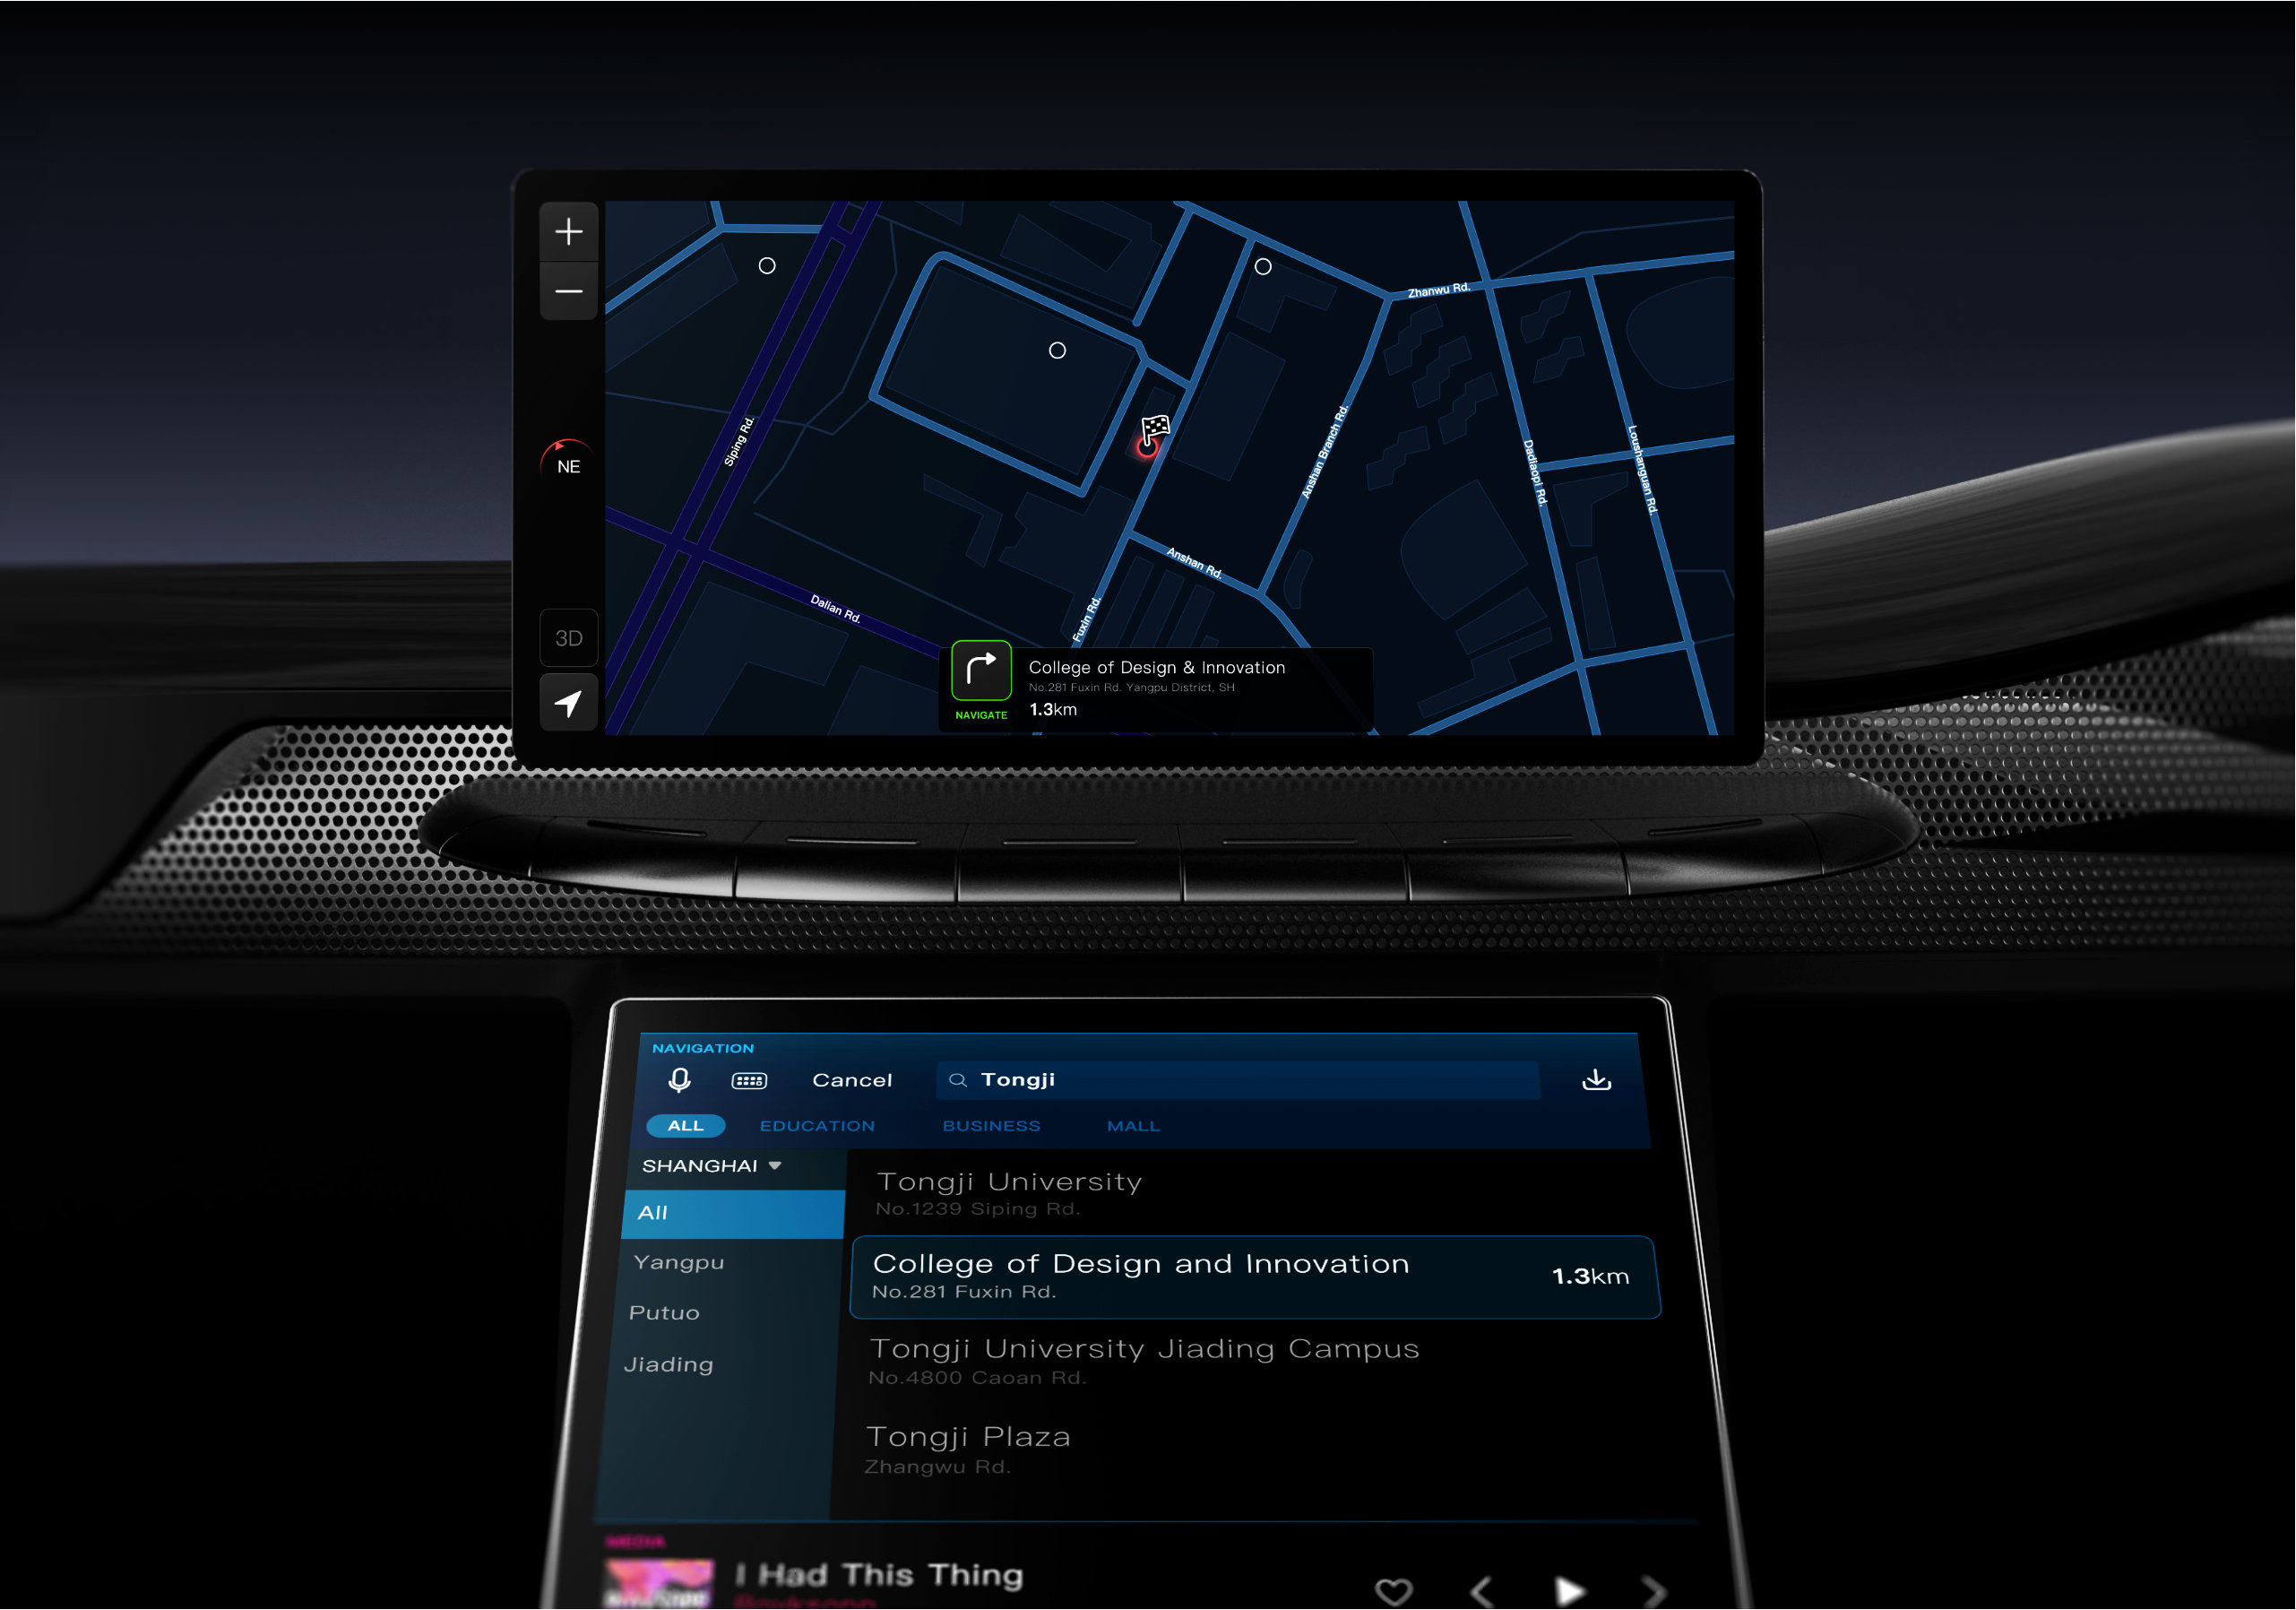 Zhanwu Rd.
Siping Rd.
NE
Anshan Branch Rd.
Dadiaopi Rd.
Loushanguan Rd.
Anshan Rd.
Dalian Rd.
Fuxin Rd.
3D
College of Design & Innovation
No.281 Fuxin Rd. Yangpu District, SH
1.3km
NAVIGATE
NAVIGATION
Cancel
Tongji
ALL EDUCATION BUSINESS MALL
SHANGHAI
All
Yangpu
Putuo
Jiading
Tongji University
No.1239 Siping Rd.
College of Design and Innovation
No.281 Fuxin Rd.
1.3km
Tongji University Jiading Campus
No.4800 Caoan Rd.
Tongji Plaza
Zhangwu Rd.
MEDIA
I Had This Thing